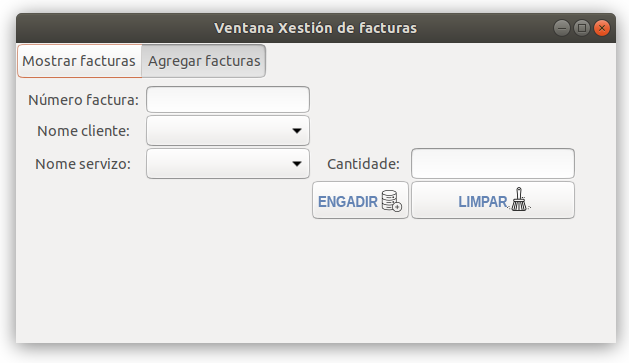 Ventana Xestión de facturas
Mostrar facturas Agregar facturas
Número factura:
Nome cliente:
Nome servizo: Cantidade:
ENGADIR LIMPAR